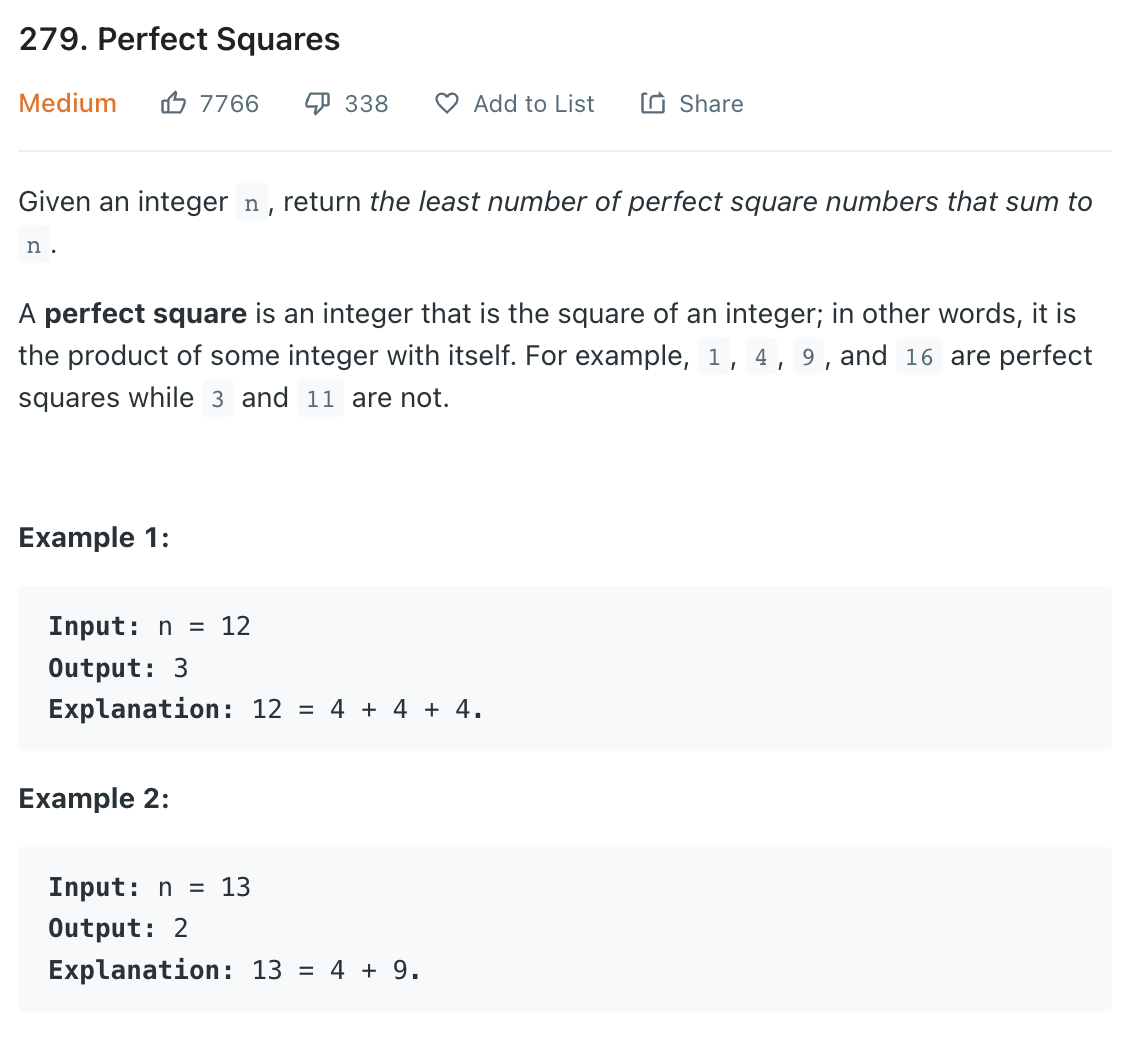 279. Perfect Squares
Medium 7766 338 Add to List Share
Given an integer n, return the least number of perfect square numbers that sum to
n.
A perfect square is an integer that is the square of an integer; in other words, it is
the product of some integer with itself. For example, 1, 4, 9, and 16 are perfect
squares while 3 and 11 are not.
Example 1:
Input: n = 12
Output: 3
Explanation: 12 = 4 + 4 + 4.
Example 2:
Input: n = 13
Output: 2
Explanation: 13 = 4 + 9.